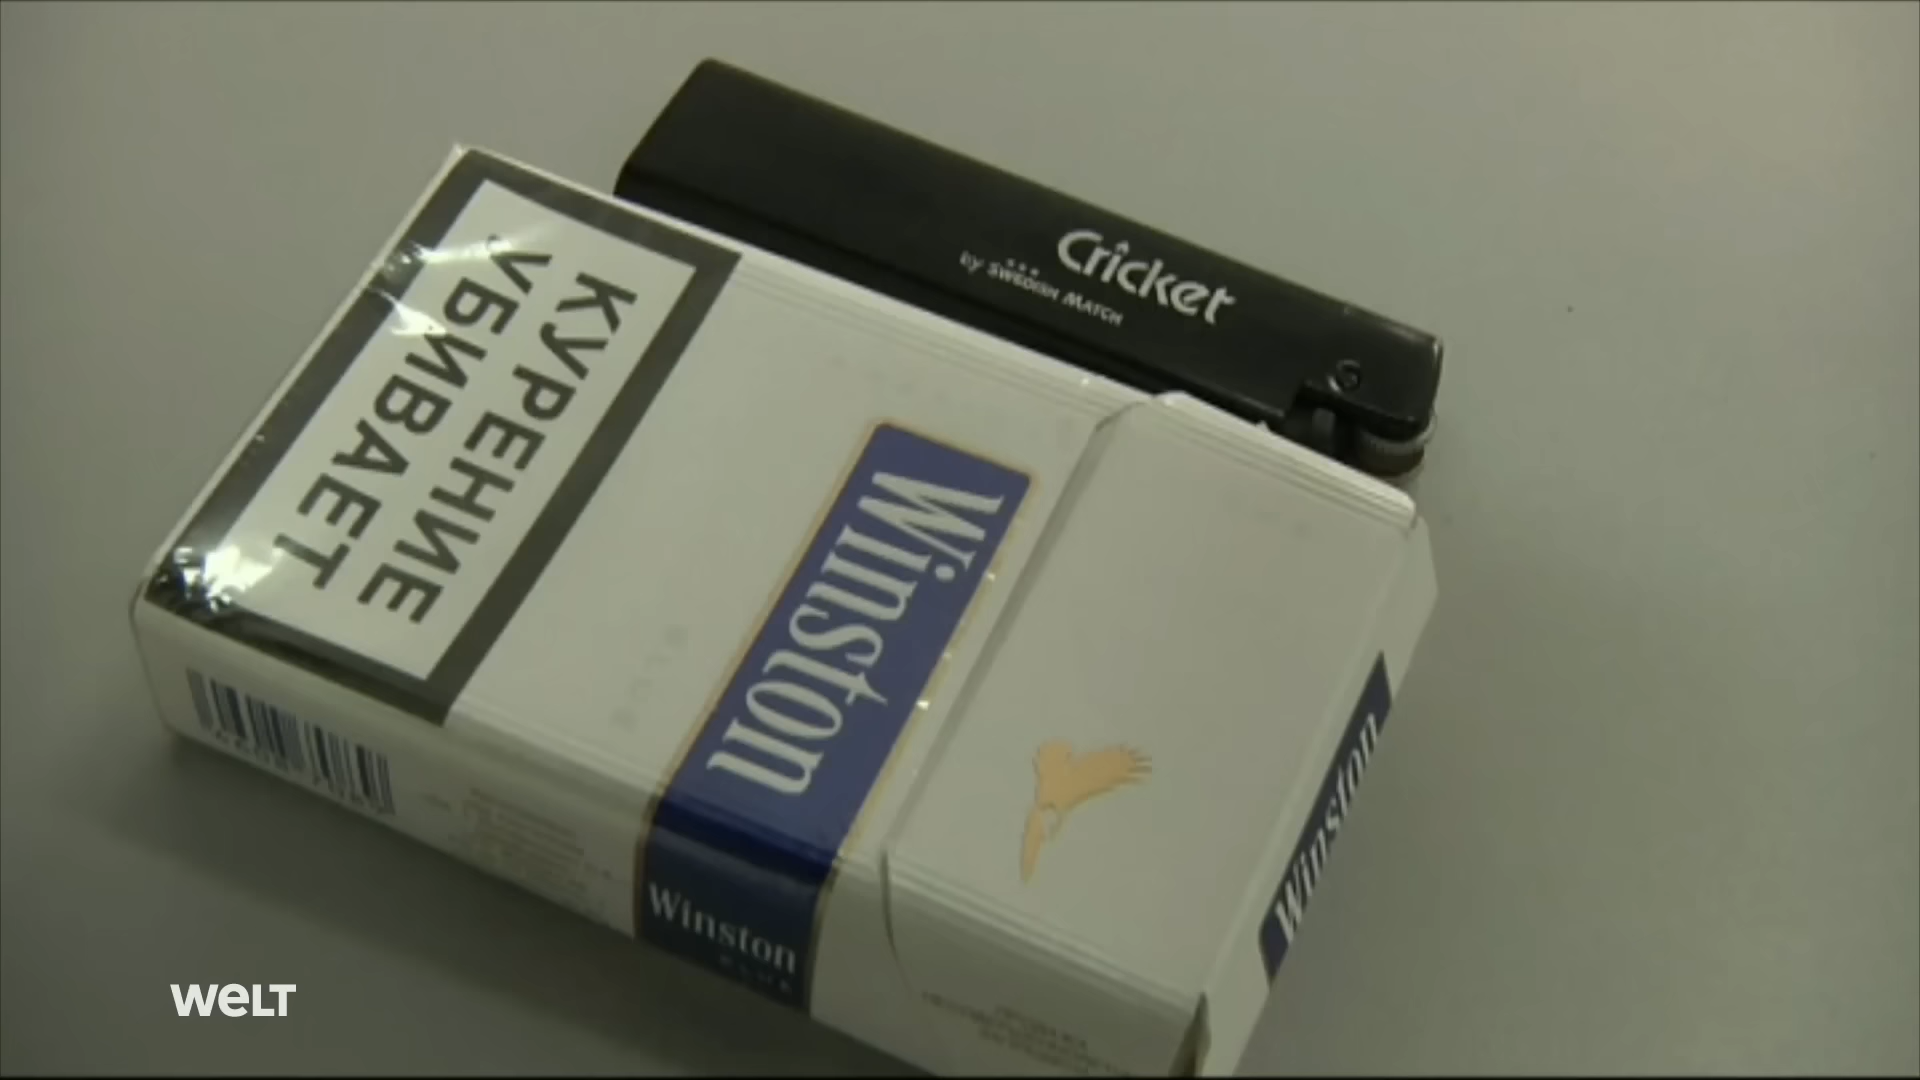 Cricket
by SWEDISH MATCH
КУРЕНИЕ
УБИВАЕТ
Winston
Winston
Winston
WELT